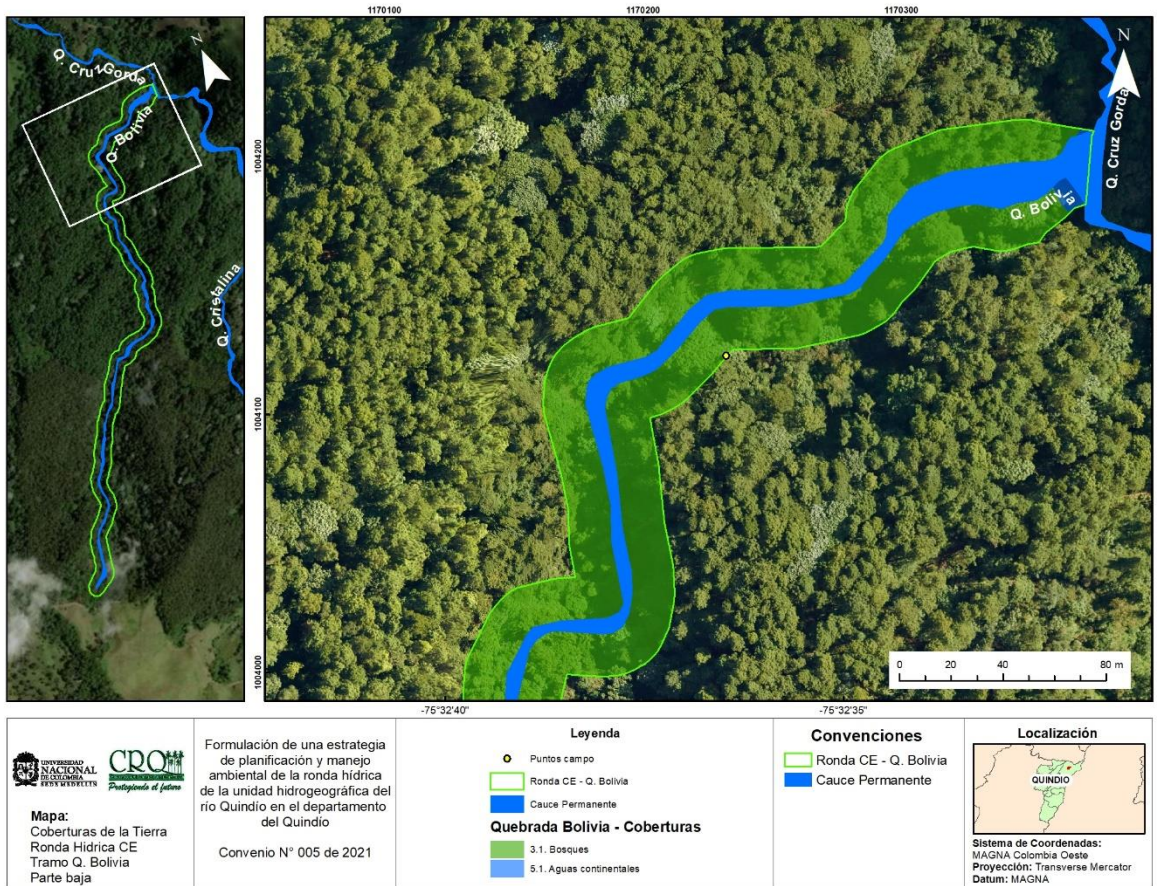 1170100
1170200
1170300
N
Q. Cruz Gorda
Q. Bolivia
Q. Cristalina
N
Q. Cruz Gorda
Q. Bolivia
1004200
1004100
1004000
0 20 40 60 80 m
-75°32'40"
-75°32'35"
UNIVERSIDAD
NACIONAL
DE COLOMBIA
SEDE MEDELLÍN
CRQ
Protegiendo el futuro
Mapa:
Coberturas de la Tierra
Ronda Hidrica CE
Tramo Q. Bolivia
Parte baja
Formulación de una estrategia
de planificación y manejo
ambiental de la ronda hídrica
de la unidad hidrogeográfica del
río Quindío en el departamento
del Quindío
Convenio N° 005 de 2021
Leyenda
Puntos campo
Ronda CE - Q. Bolivia
Cauce Permanente
Quebrada Bolivia - Coberturas
3.1. Bosques
5.1. Aguas continentales
Convenciones
Ronda CE - Q. Bolivia
Cauce Permanente
Localización
QUINDIO
Sistema de Coordenadas:
MAGNA Colombia Oeste
Proyección: Transverse Mercator
Datum: MAGNA